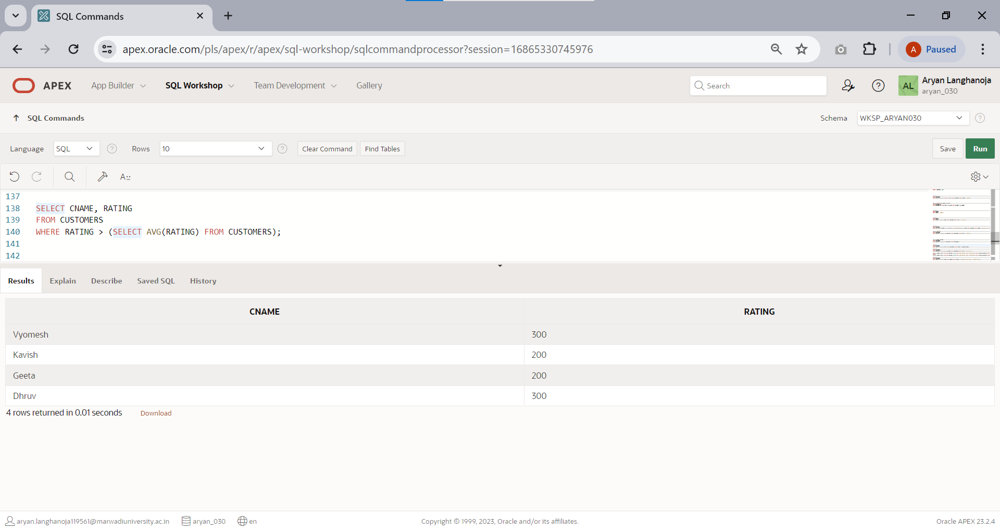 SQL Commands
apex.oracle.com/pls/apex/r/apex/sql-workshop/sqlcommandprocessor?session=16865330745976
A Paused
APEX App Builder SQL Workshop Team Development Gallery Search AL Aryan Langhanoja
aryan_030
SQL Commands Schema WKSP_ARYAN030
Language SQL Rows 10 Clear Command Find Tables Save Run
137
138 SELECT CNAME, RATING
139 FROM CUSTOMERS
140 WHERE RATING > (SELECT AVG(RATING) FROM CUSTOMERS);
141
142
Results Explain Describe Saved SQL History
CNAME RATING
Vyomesh 300
Kavish 200
Geeta 200
Dhruv 300
4 rows returned in 0.01 seconds Download
aryan.langhanoja119561@marwadiuniversity.ac.in aryan_030 en Copyright © 1999, 2023, Oracle and/or its affiliates. Oracle APEX 23.2.4